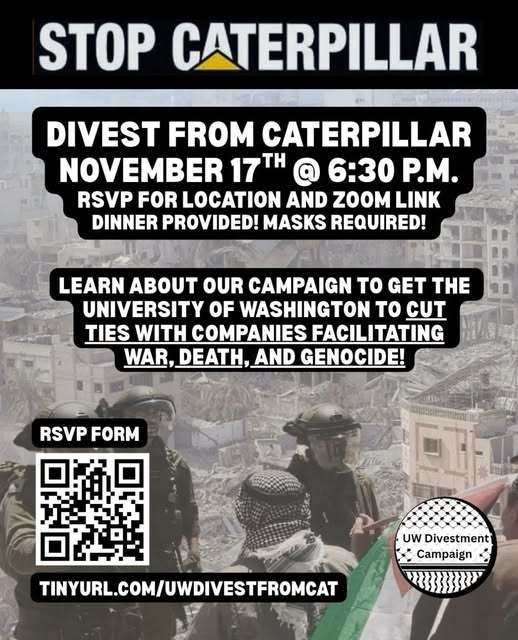 STOP CATERPILLAR
DIVEST FROM CATERPILLAR
NOVEMBER 17TH @ 6:30 P.M.
RSVP FOR LOCATION AND ZOOM LINK
DINNER PROVIDED! MASKS REQUIRED!
LEARN ABOUT OUR CAMPAIGN TO GET THE
UNIVERSITY OF WASHINGTON TO CUT
TIES WITH COMPANIES FACILITATING
WAR, DEATH, AND GENOCIDE!
RSVP FORM
UW Divestment
Campaign
TINYURL.COM/UWDIVESTFROMCAT